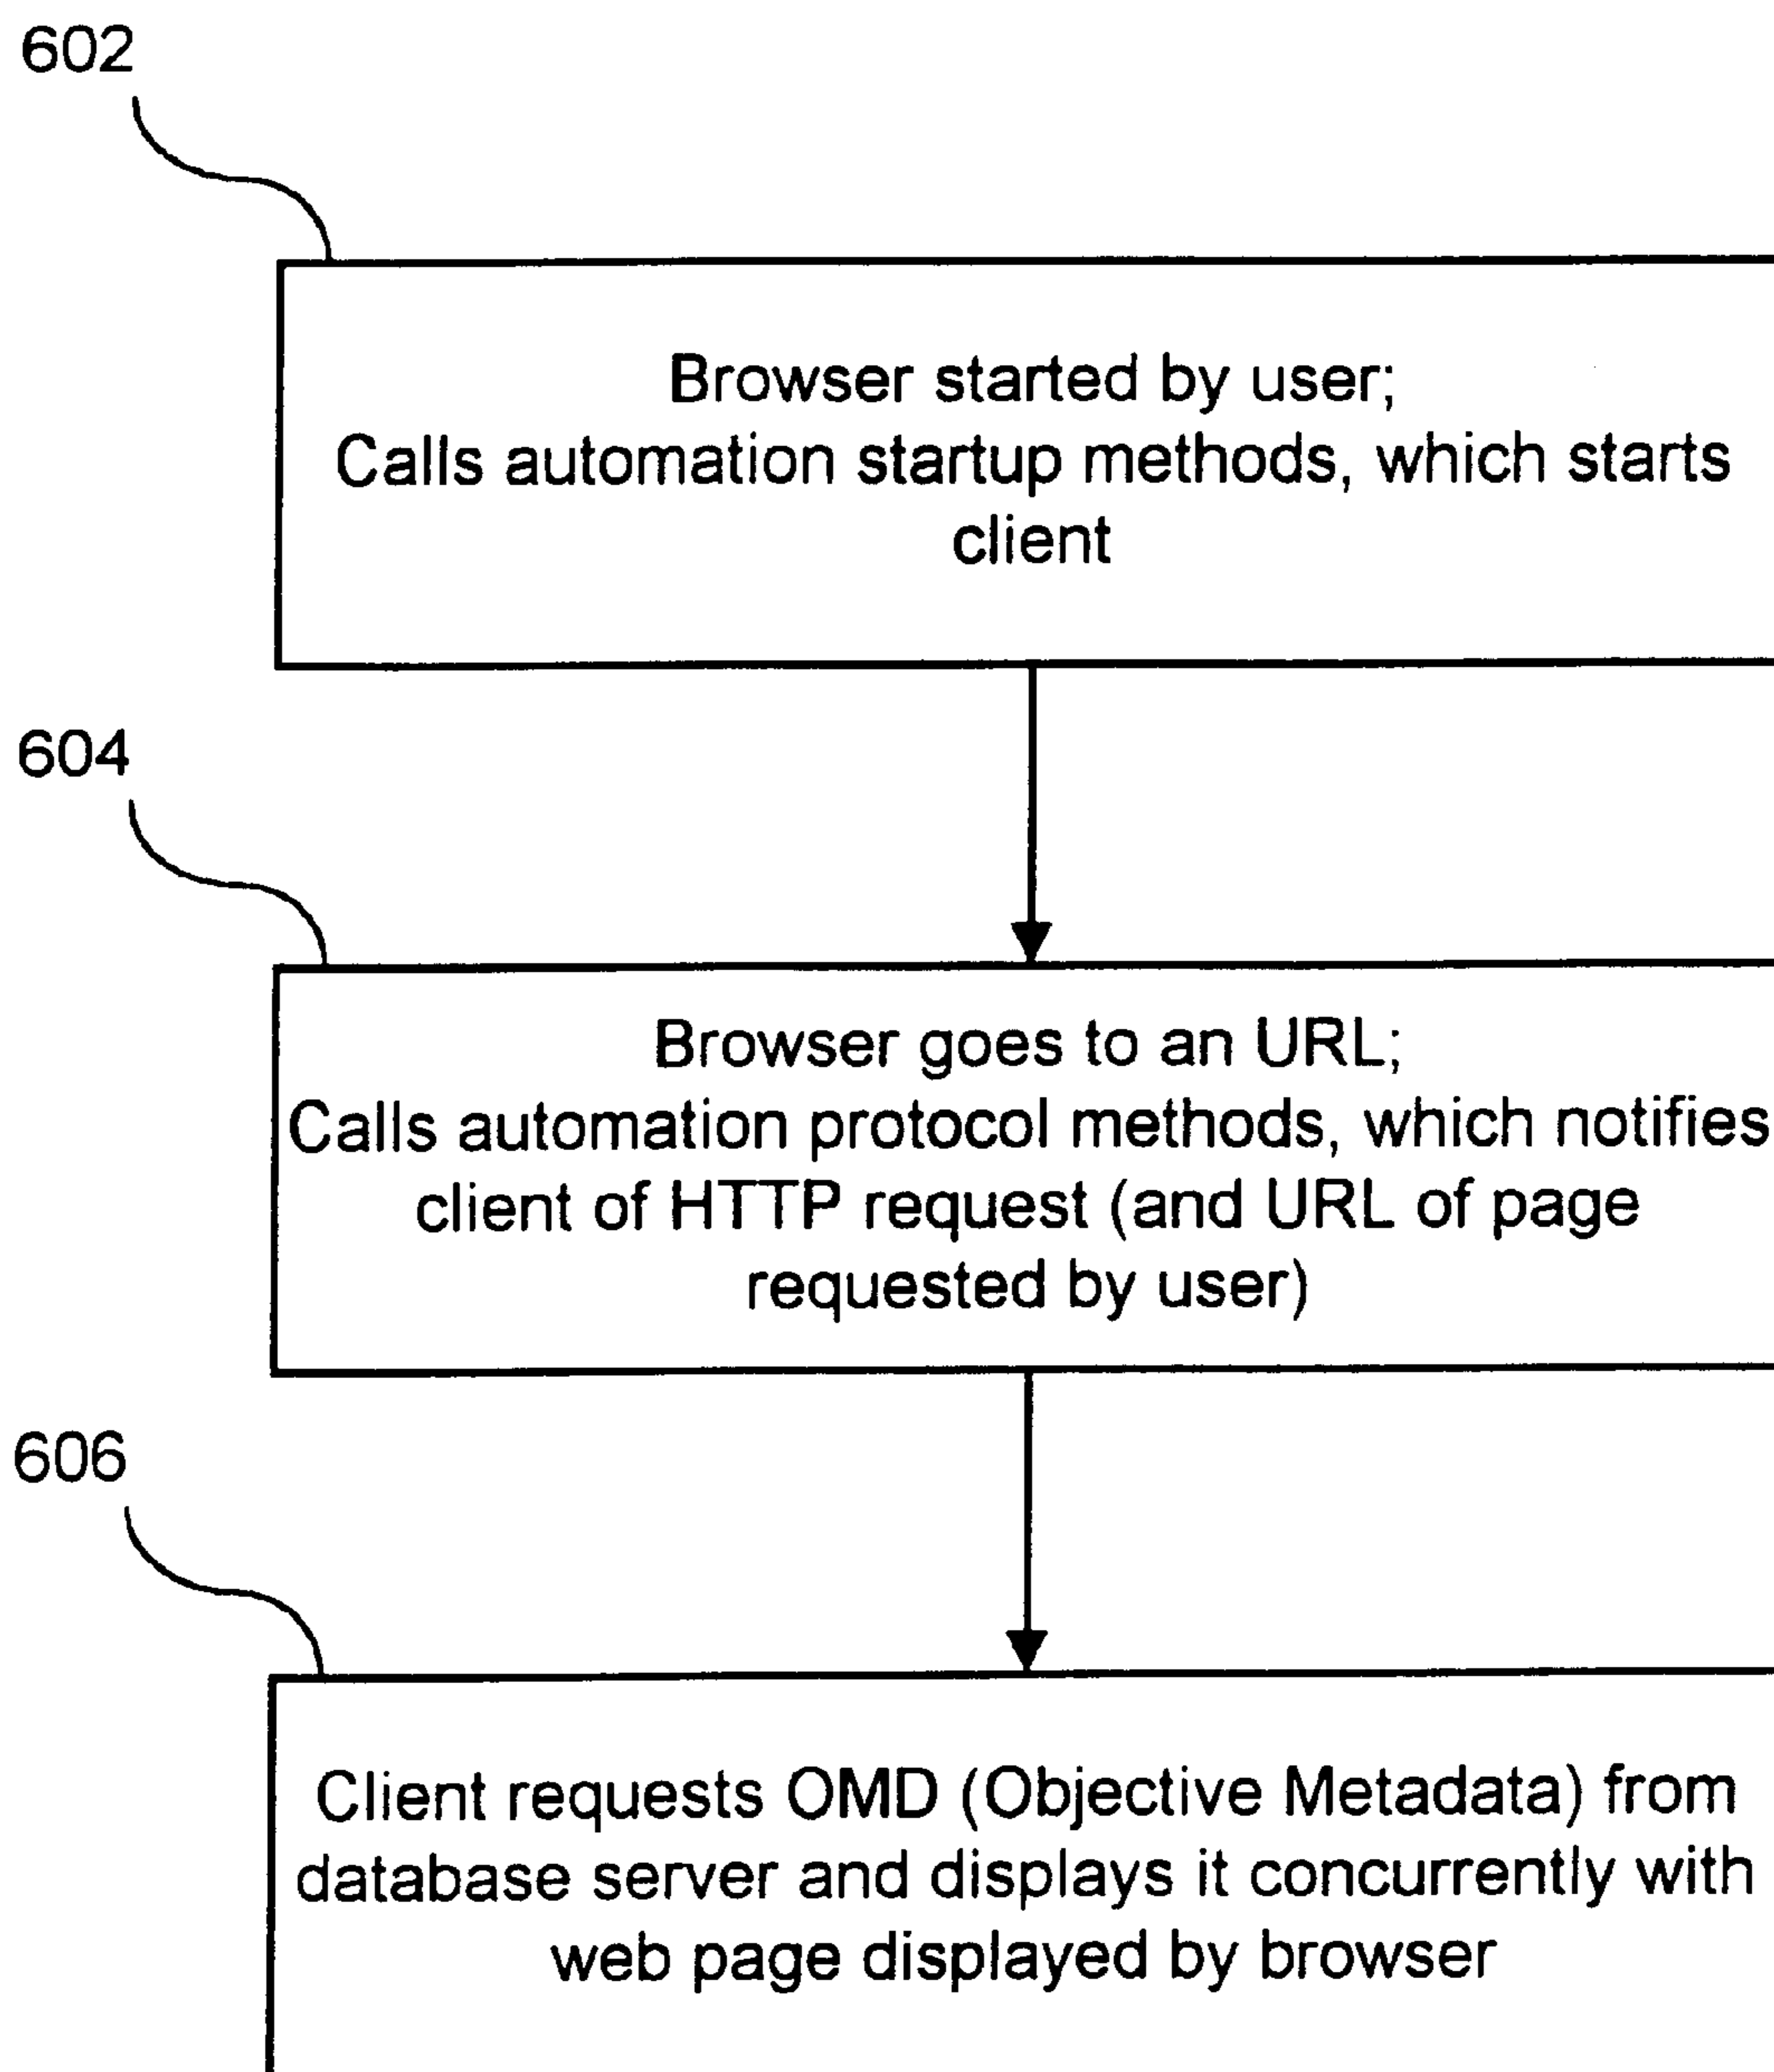 602
Browser started by user;
Calls automation startup methods, which starts
client
604
Browser goes to an URL;
Calls automation protocol methods, which notifies
client of HTTP request (and URL of page
requested by user)
606
Client requests OMD (Objective Metadata) from
database server and displays it concurrently with
web page displayed by browser